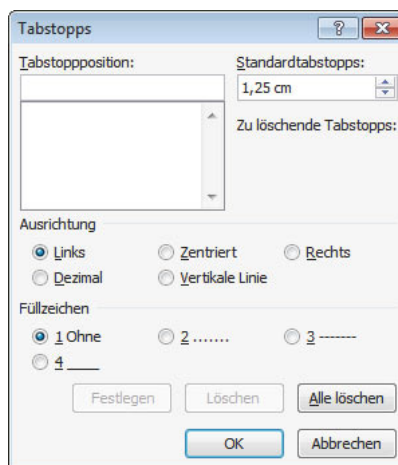 Tabstopps
Tabstoppposition: Standardtabstopps:
1,25 cm
Zu löschende Tabstopps:
Ausrichtung
Links Zentriert Rechts
Dezimal Vertikale Linie
Füllzeichen
1 Ohne 2 ....... 3 -------
4 ____
Festlegen Löschen Alle löschen
OK Abbrechen